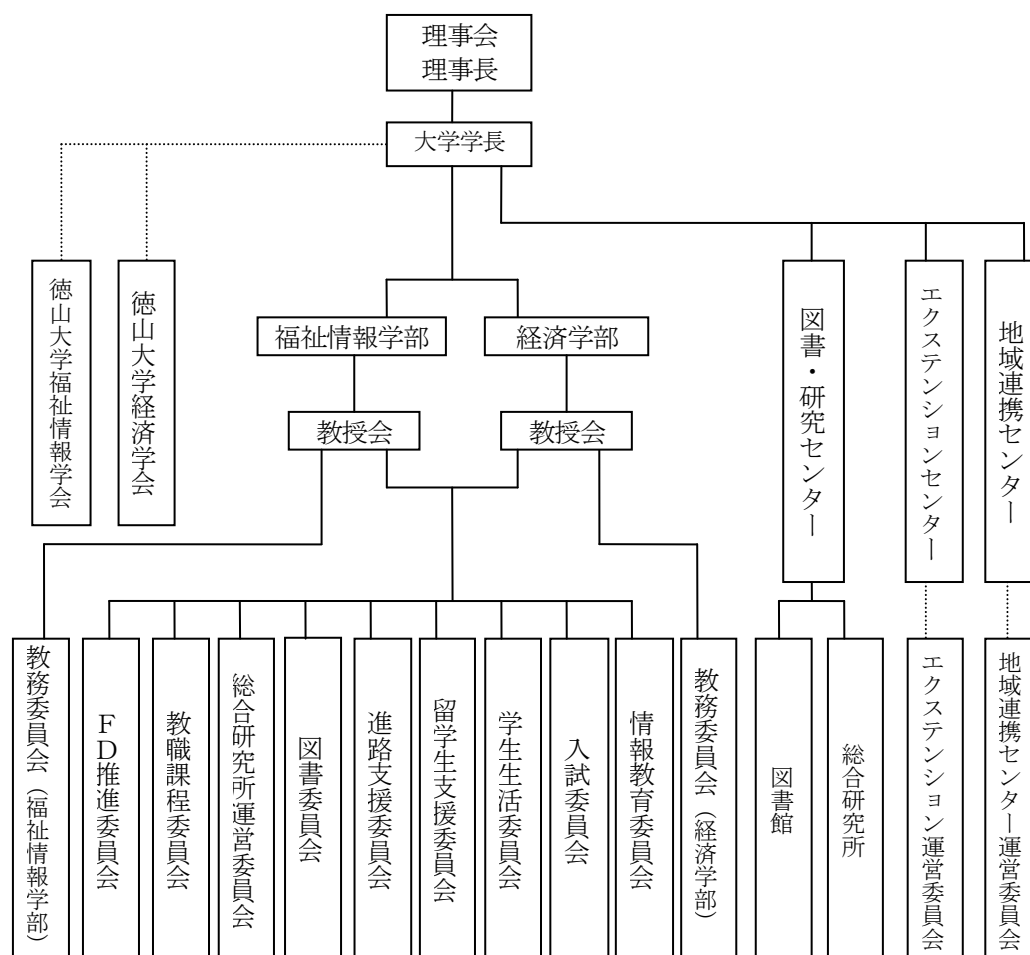 理事会
理事長
大学学長
徳山大学福祉情報学会
徳山大学経済学会
福祉情報学部
経済学部
図書・研究センター
エクステンションセンター
地域連携センター
教授会
教授会
教務委員会（福祉情報学部）
ＦＤ推進委員会
教職課程委員会
総合研究所運営委員会
図書委員会
進路支援委員会
留学生支援委員会
学生生活委員会
入試委員会
情報教育委員会
教務委員会（経済学部）
図書館
総合研究所
エクステンション運営委員会
地域連携センター運営委員会